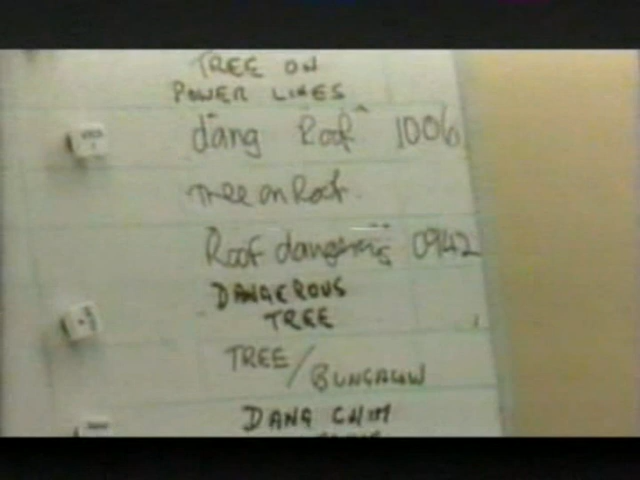 TREE ON
POWER LINES
dang Roof 1006
Tree on Roof.
Roof dangerous 0942
DANGEROUS
TREE
TREE/BUNGALOW
DANG CHIM